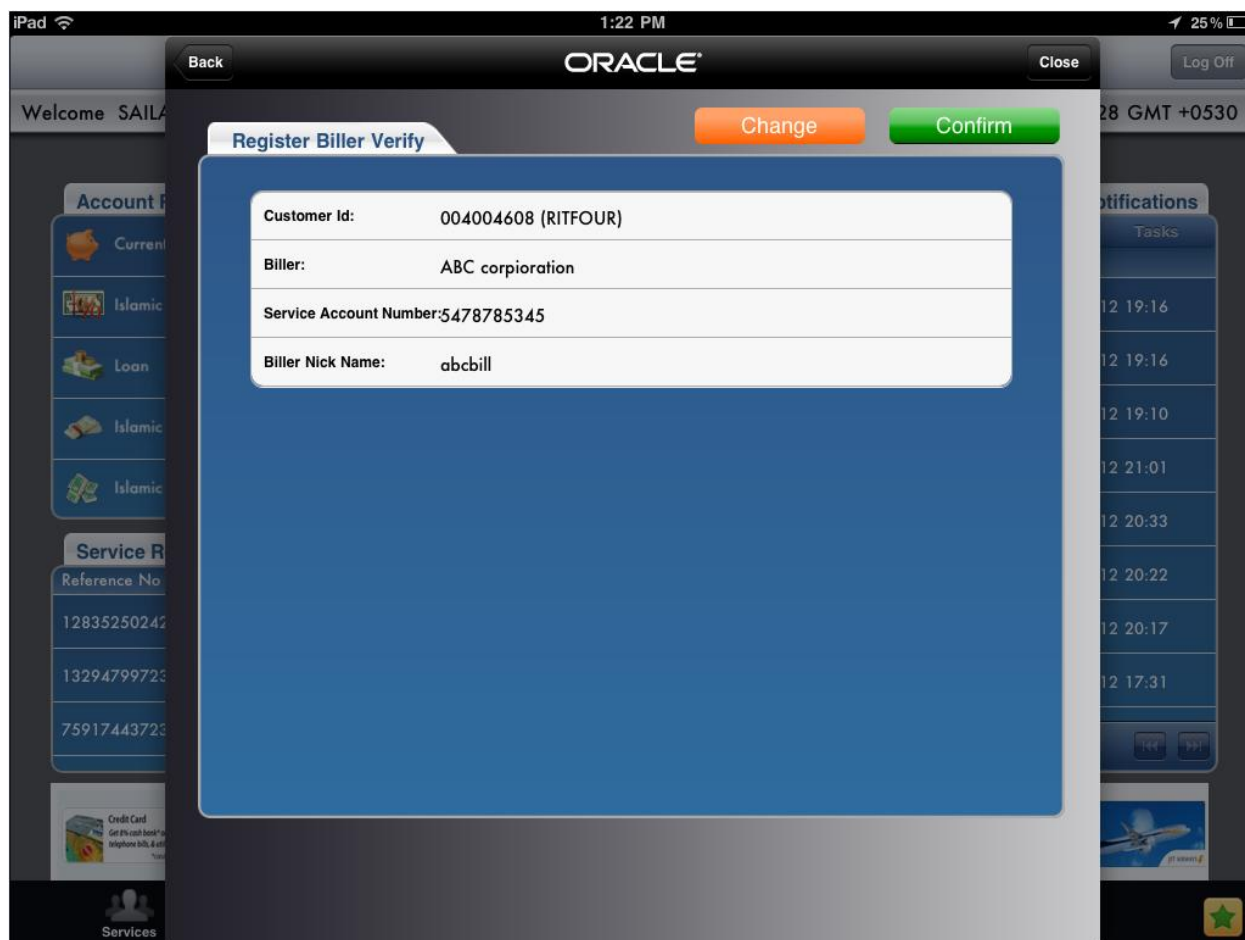 iPad 1:22 PM 25%
Back ORACLE Close Log Off
Welcome SAILA 28 GMT +0530
Register Biller Verify Change Confirm
Account
Customer Id: 004004608 (RITFOUR)
Biller: ABC corpioration
Service Account Number: 5478785345
Biller Nick Name: abcbill
Current
Islamic
Loan
Islamic
Islamic
Service R
Reference No
12835250242
13294799723
75917443723
Credit Card
Services
otifications
Tasks
12 19:16
12 19:16
12 19:10
12 21:01
12 20:33
12 20:22
12 20:17
12 17:31
JET AIRWAYS